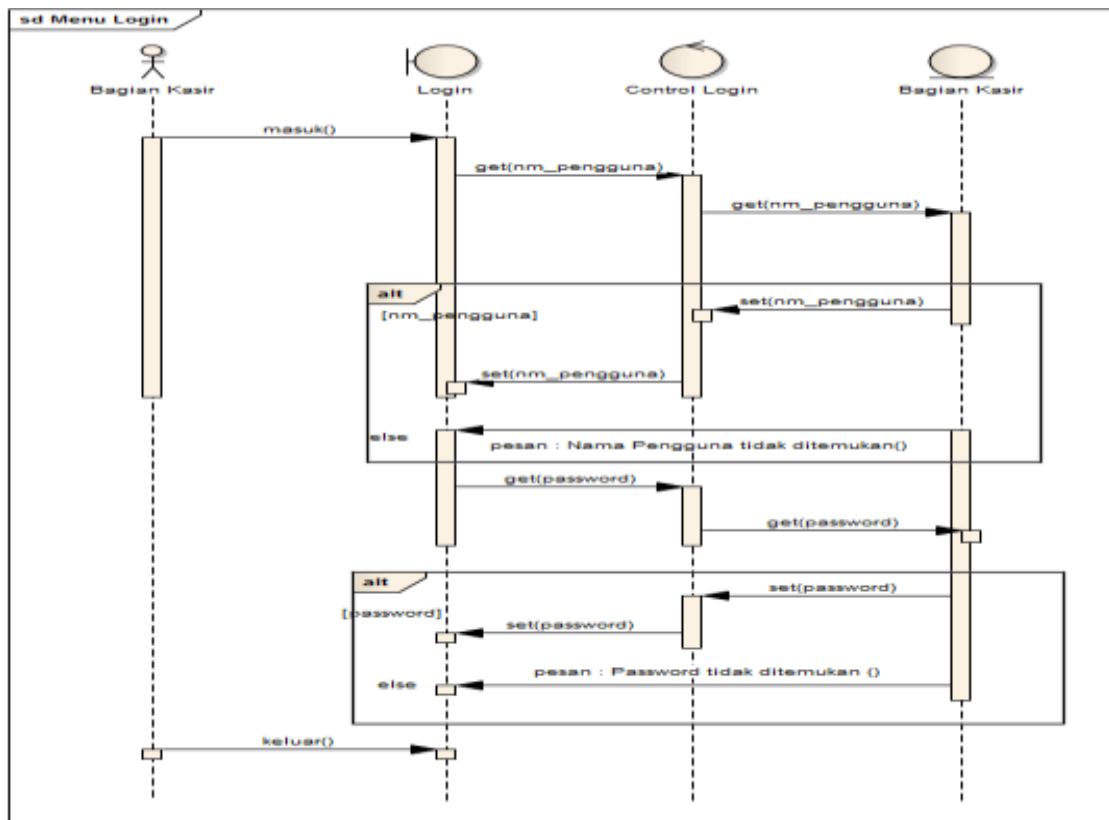 sd Menu Login
Bagian Kasir
Login
Control Login
Bagian Kasir
masuk()
get(nm_pengguna)
get(nm_pengguna)
alt
set(nm_pengguna)
[nm_pengguna]
set(nm_pengguna)
else
pesan : Nama Pengguna tidak ditemukan()
get(password)
get(password)
alt
set(password)
[password]
set(password)
pesan : Password tidak ditemukan ()
else
keluar()